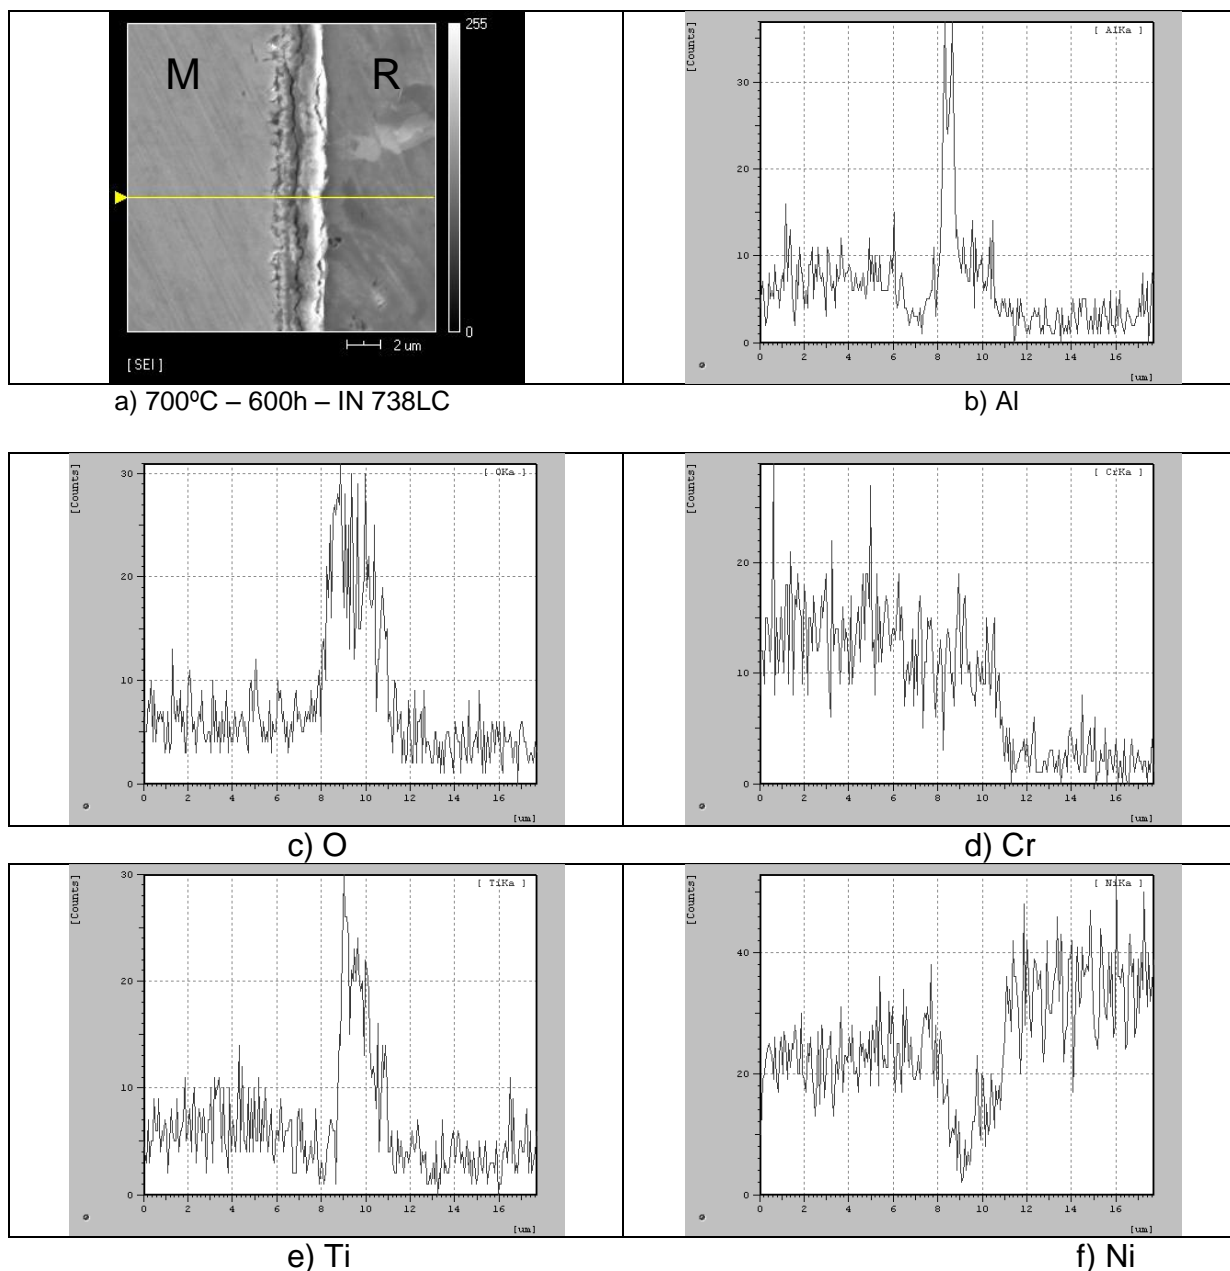 M
R
255
0
2 um
[SEI]
a) 700ºC – 600h – IN 738LC
[Counts]
[ AlKa ]
30
20
10
0
0 2 4 6 8 10 12 14 16
[um]
b) Al
[Counts]
[ OKa ]
30
20
10
0
0 2 4 6 8 10 12 14 16
[um]
c) O
[Counts]
[ CrKa ]
20
10
0
0 2 4 6 8 10 12 14 16
[um]
d) Cr
[Counts]
[ TiKa ]
30
20
10
0
0 2 4 6 8 10 12 14 16
[um]
e) Ti
[Counts]
[ NiKa ]
40
20
0
0 2 4 6 8 10 12 14 16
[um]
f) Ni